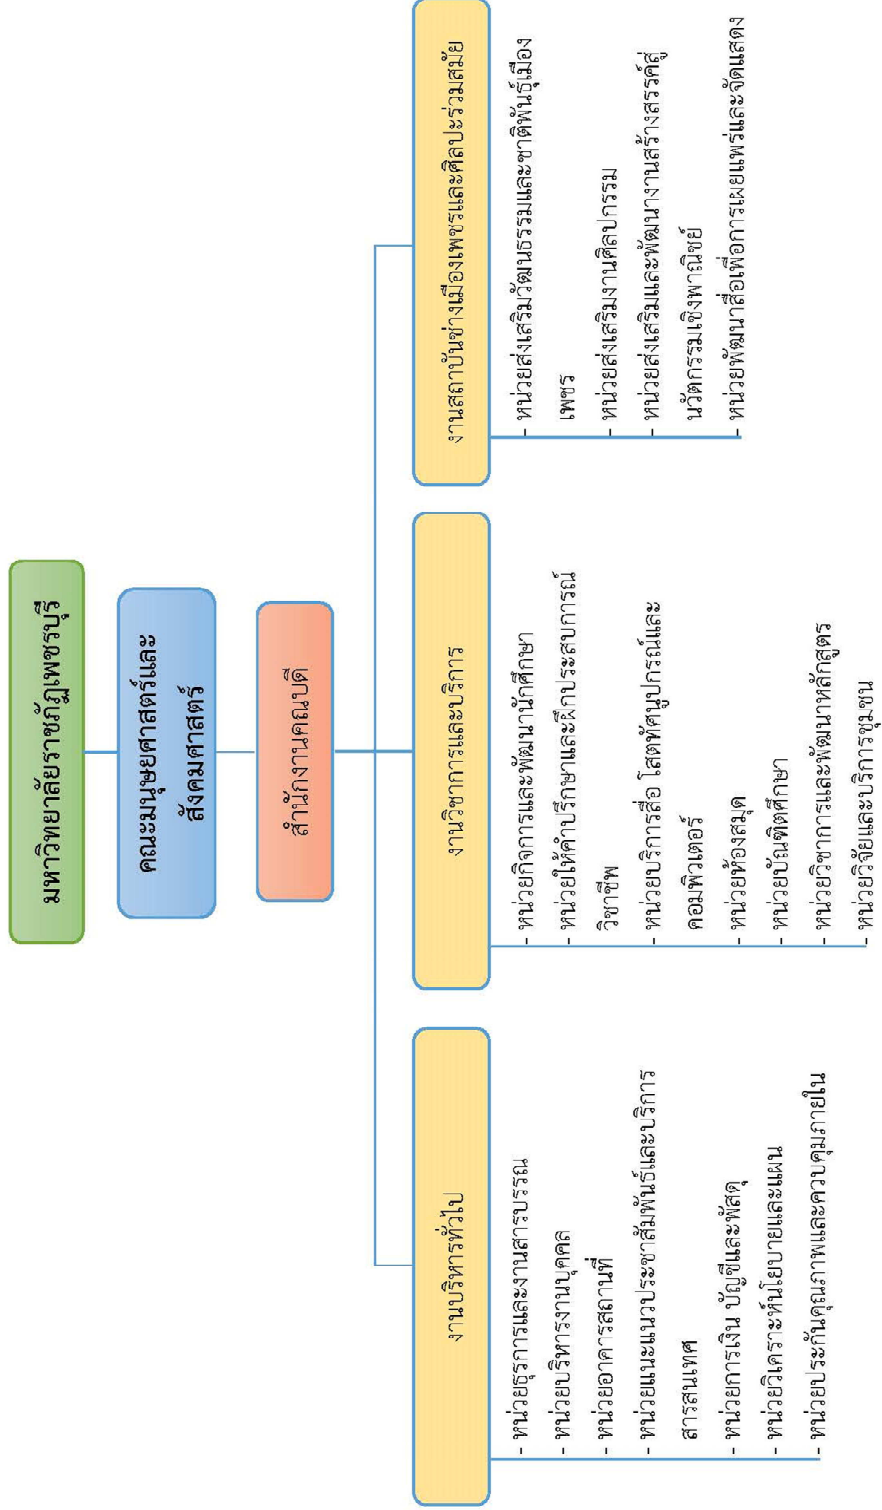 มหาวิทยาลัยราชภัฏเพชรบุรี
คณะมนุษยศาสตร์และ
สังคมศาสตร์
สำนักงานคณบดี
งานบริหารทั่วไป
- หน่วยธุรการและงานสารบรรณ
- หน่วยบริหารงานบุคคล
- หน่วยอาคารสถานที่
- หน่วยแนะแนวประชาสัมพันธ์และบริการ
สารสนเทศ
- หน่วยการเงิน บัญชีและพัสดุ
- หน่วยวิเคราะห์นโยบายและแผน
- หน่วยประกันคุณภาพและควบคุมภายใน
งานวิชาการและบริการ
- หน่วยกิจการและพัฒนานักศึกษา
- หน่วยให้คำปรึกษาและฝึกประสบการณ์
วิชาชีพ
- หน่วยบริการสื่อ โสตทัศนูปกรณ์และ
คอมพิวเตอร์
- หน่วยห้องสมุด
- หน่วยบัณฑิตศึกษา
- หน่วยวิชาการและพัฒนาหลักสูตร
- หน่วยวิจัยและบริการชุมชน
งานสถาบันช่างเมืองเพชรและศิลปะร่วมสมัย
- หน่วยส่งเสริมวัฒนธรรมและชาติพันธุ์เมือง
เพชร
- หน่วยส่งเสริมงานศิลปกรรม
- หน่วยส่งเสริมและพัฒนางานสร้างสรรค์สู่
นวัตกรรมเชิงพาณิชย์
- หน่วยพัฒนาสื่อเพื่อการเผยแพร่และจัดแสดง